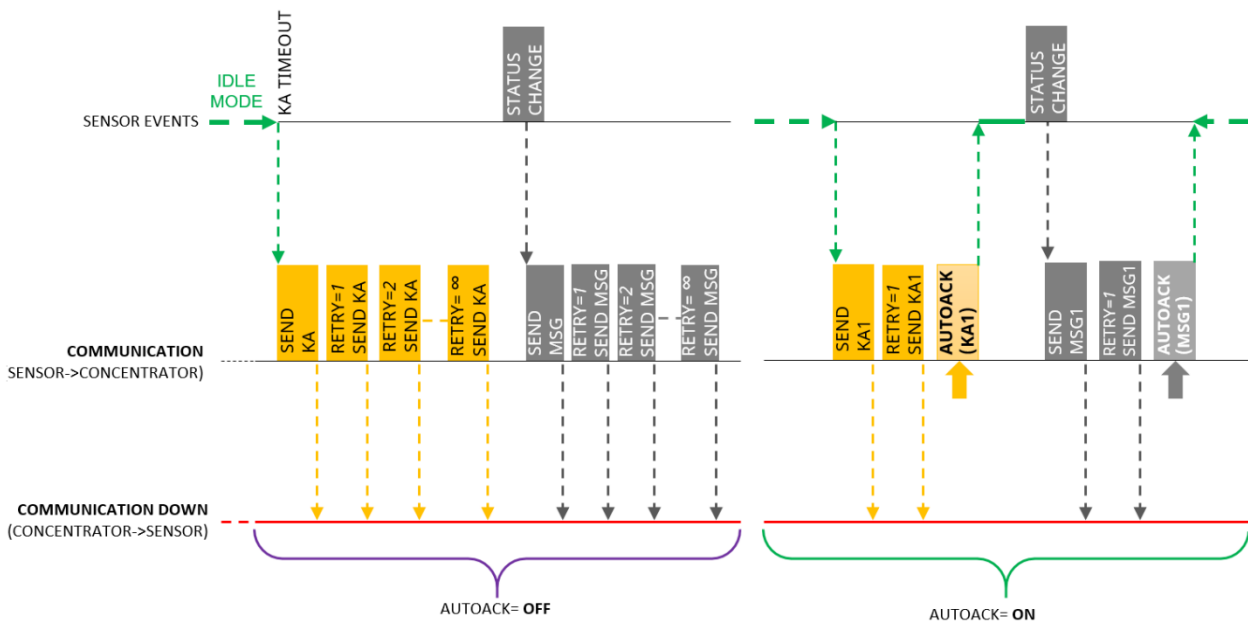 KA TIMEOUT
IDLE
MODE
STATUS
CHANGE
STATUS
CHANGE
SENSOR EVENTS
SEND
KA
RETRY=1
SEND KA
RETRY=2
SEND KA
RETRY= ∞
SEND KA
SEND
MSG
RETRY=1
SEND MSG
RETRY=2
SEND MSG
RETRY= ∞
SEND MSG
SEND
KA1
RETRY=1
SEND KA1
AUTOACK
(KA1)
SEND
MSG1
RETRY=1
SEND MSG1
AUTOACK
(MSG1)
COMMUNICATION
SENSOR->CONCENTRATOR)
COMMUNICATION DOWN
(CONCENTRATOR->SENSOR)
AUTOACK= OFF
AUTOACK= ON